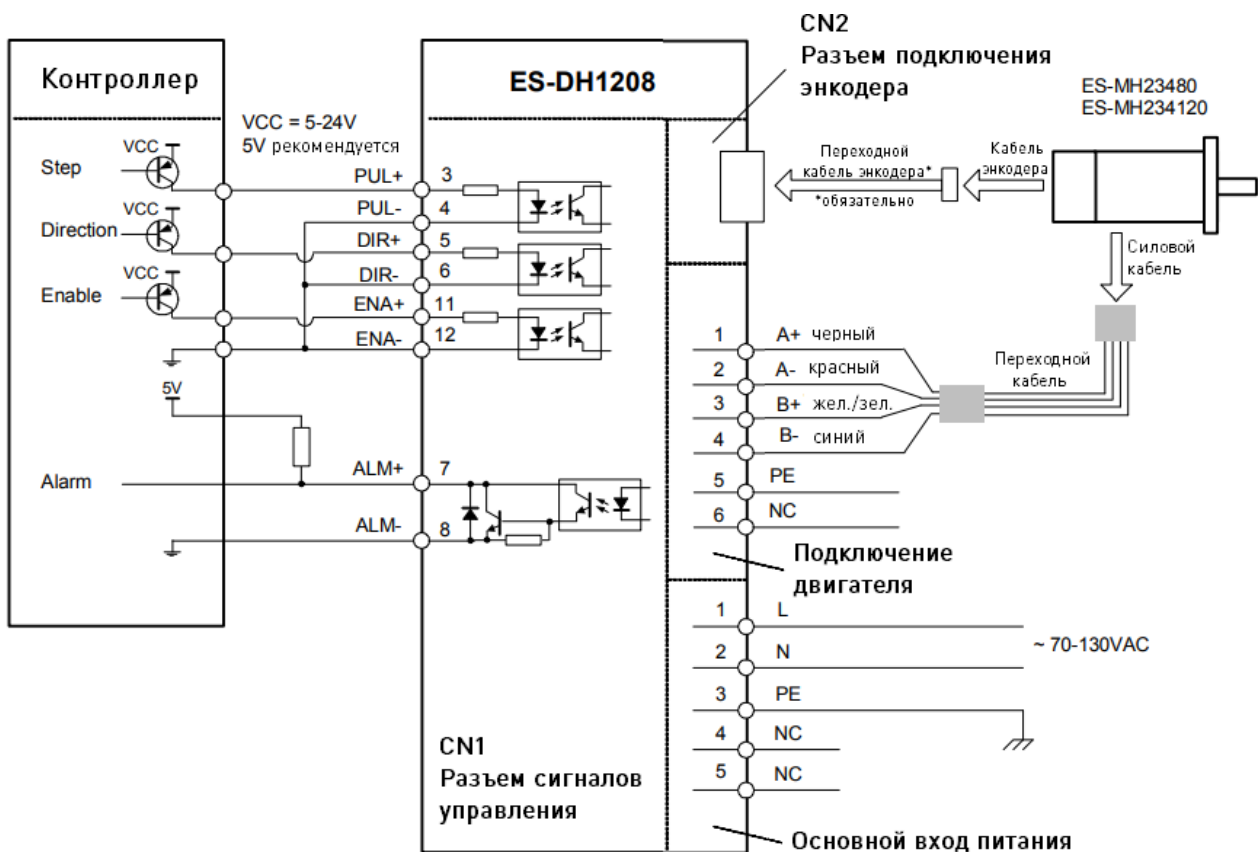 CN2
Разъем подключения
энкодера
Контроллер
ES-DH1208
ES-MH23480
ES-MH234120
VCC = 5-24V
5V рекомендуется
VCC
Step
PUL+
3
PUL-
4
VCC
Direction
DIR+
5
DIR-
6
VCC
Enable
ENA+
11
ENA-
12
Переходной
кабель энкодера*
*обязательно
Кабель
энкодера
Силовой
кабель
1
A+ черный
2
A- красный
3
B+ жел./зел.
4
B- синий
5
PE
6
NC
Переходной
кабель
5V
Alarm
ALM+
7
ALM-
8
Подключение
двигателя
1
L
2
N
~ 70-130VAC
3
PE
4
NC
5
NC
CN1
Разъем сигналов
управления
Основной вход питания